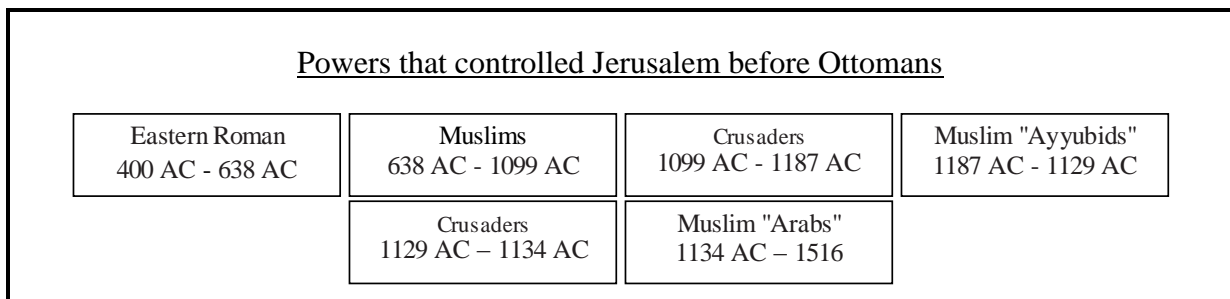 Powers that controlled Jerusalem before Ottomans
Eastern Roman
400 AC - 638 AC
Muslims
638 AC - 1099 AC
Crusaders
1099 AC - 1187 AC
Muslim "Ayyubids"
1187 AC - 1129 AC
Crusaders
1129 AC – 1134 AC
Muslim "Arabs"
1134 AC – 1516